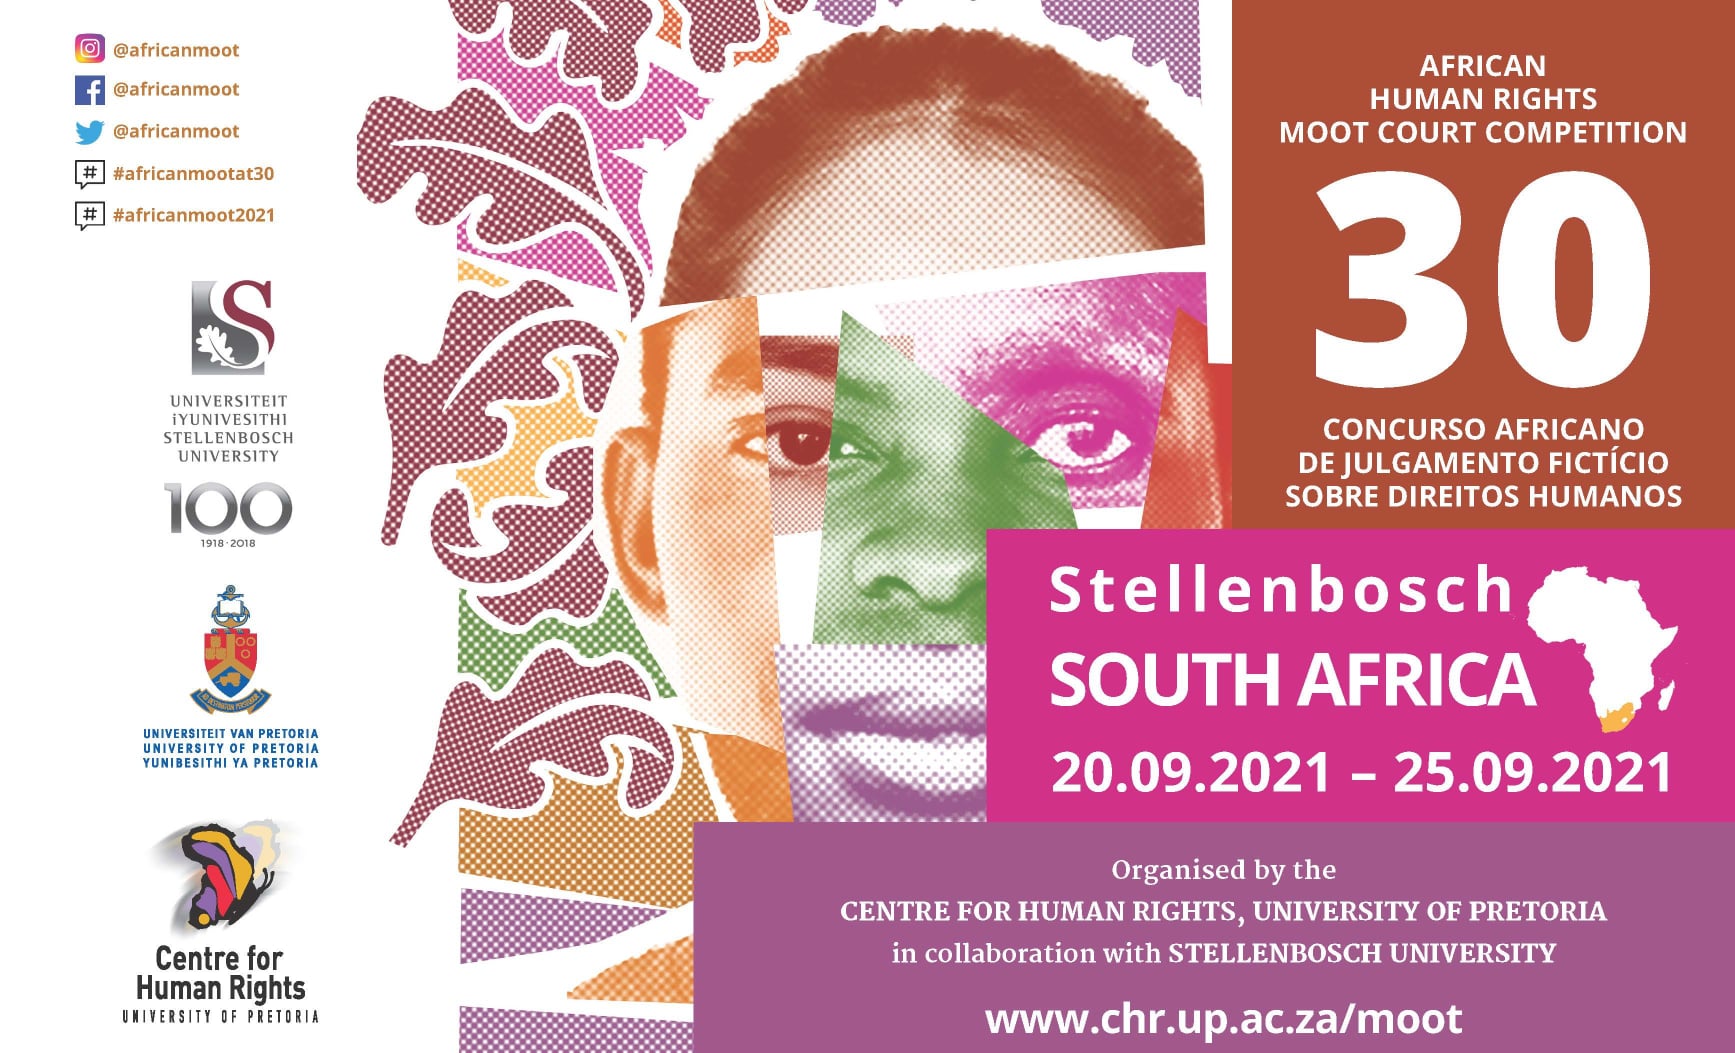 @africanmoot
@africanmoot
@africanmoot
#africanmootat30
#africanmoot2021
S
UNIVERSITEIT
iYUNIVESITHI
STELLENBOSCH
UNIVERSITY
100
1918·2018
AD DESTINATUM PERSEQUOR
UNIVERSITEIT VAN PRETORIA
UNIVERSITY OF PRETORIA
YUNIBESITHI YA PRETORIA
Centre for
Human Rights
UNIVERSITY OF PRETORIA
AFRICAN
HUMAN RIGHTS
MOOT COURT COMPETITION
30
CONCURSO AFRICANO
DE JULGAMENTO FICTÍCIO
SOBRE DIREITOS HUMANOS
Stellenbosch
SOUTH AFRICA
20.09.2021 – 25.09.2021
Organised by the
CENTRE FOR HUMAN RIGHTS, UNIVERSITY OF PRETORIA
in collaboration with STELLENBOSCH UNIVERSITY
www.chr.up.ac.za/moot